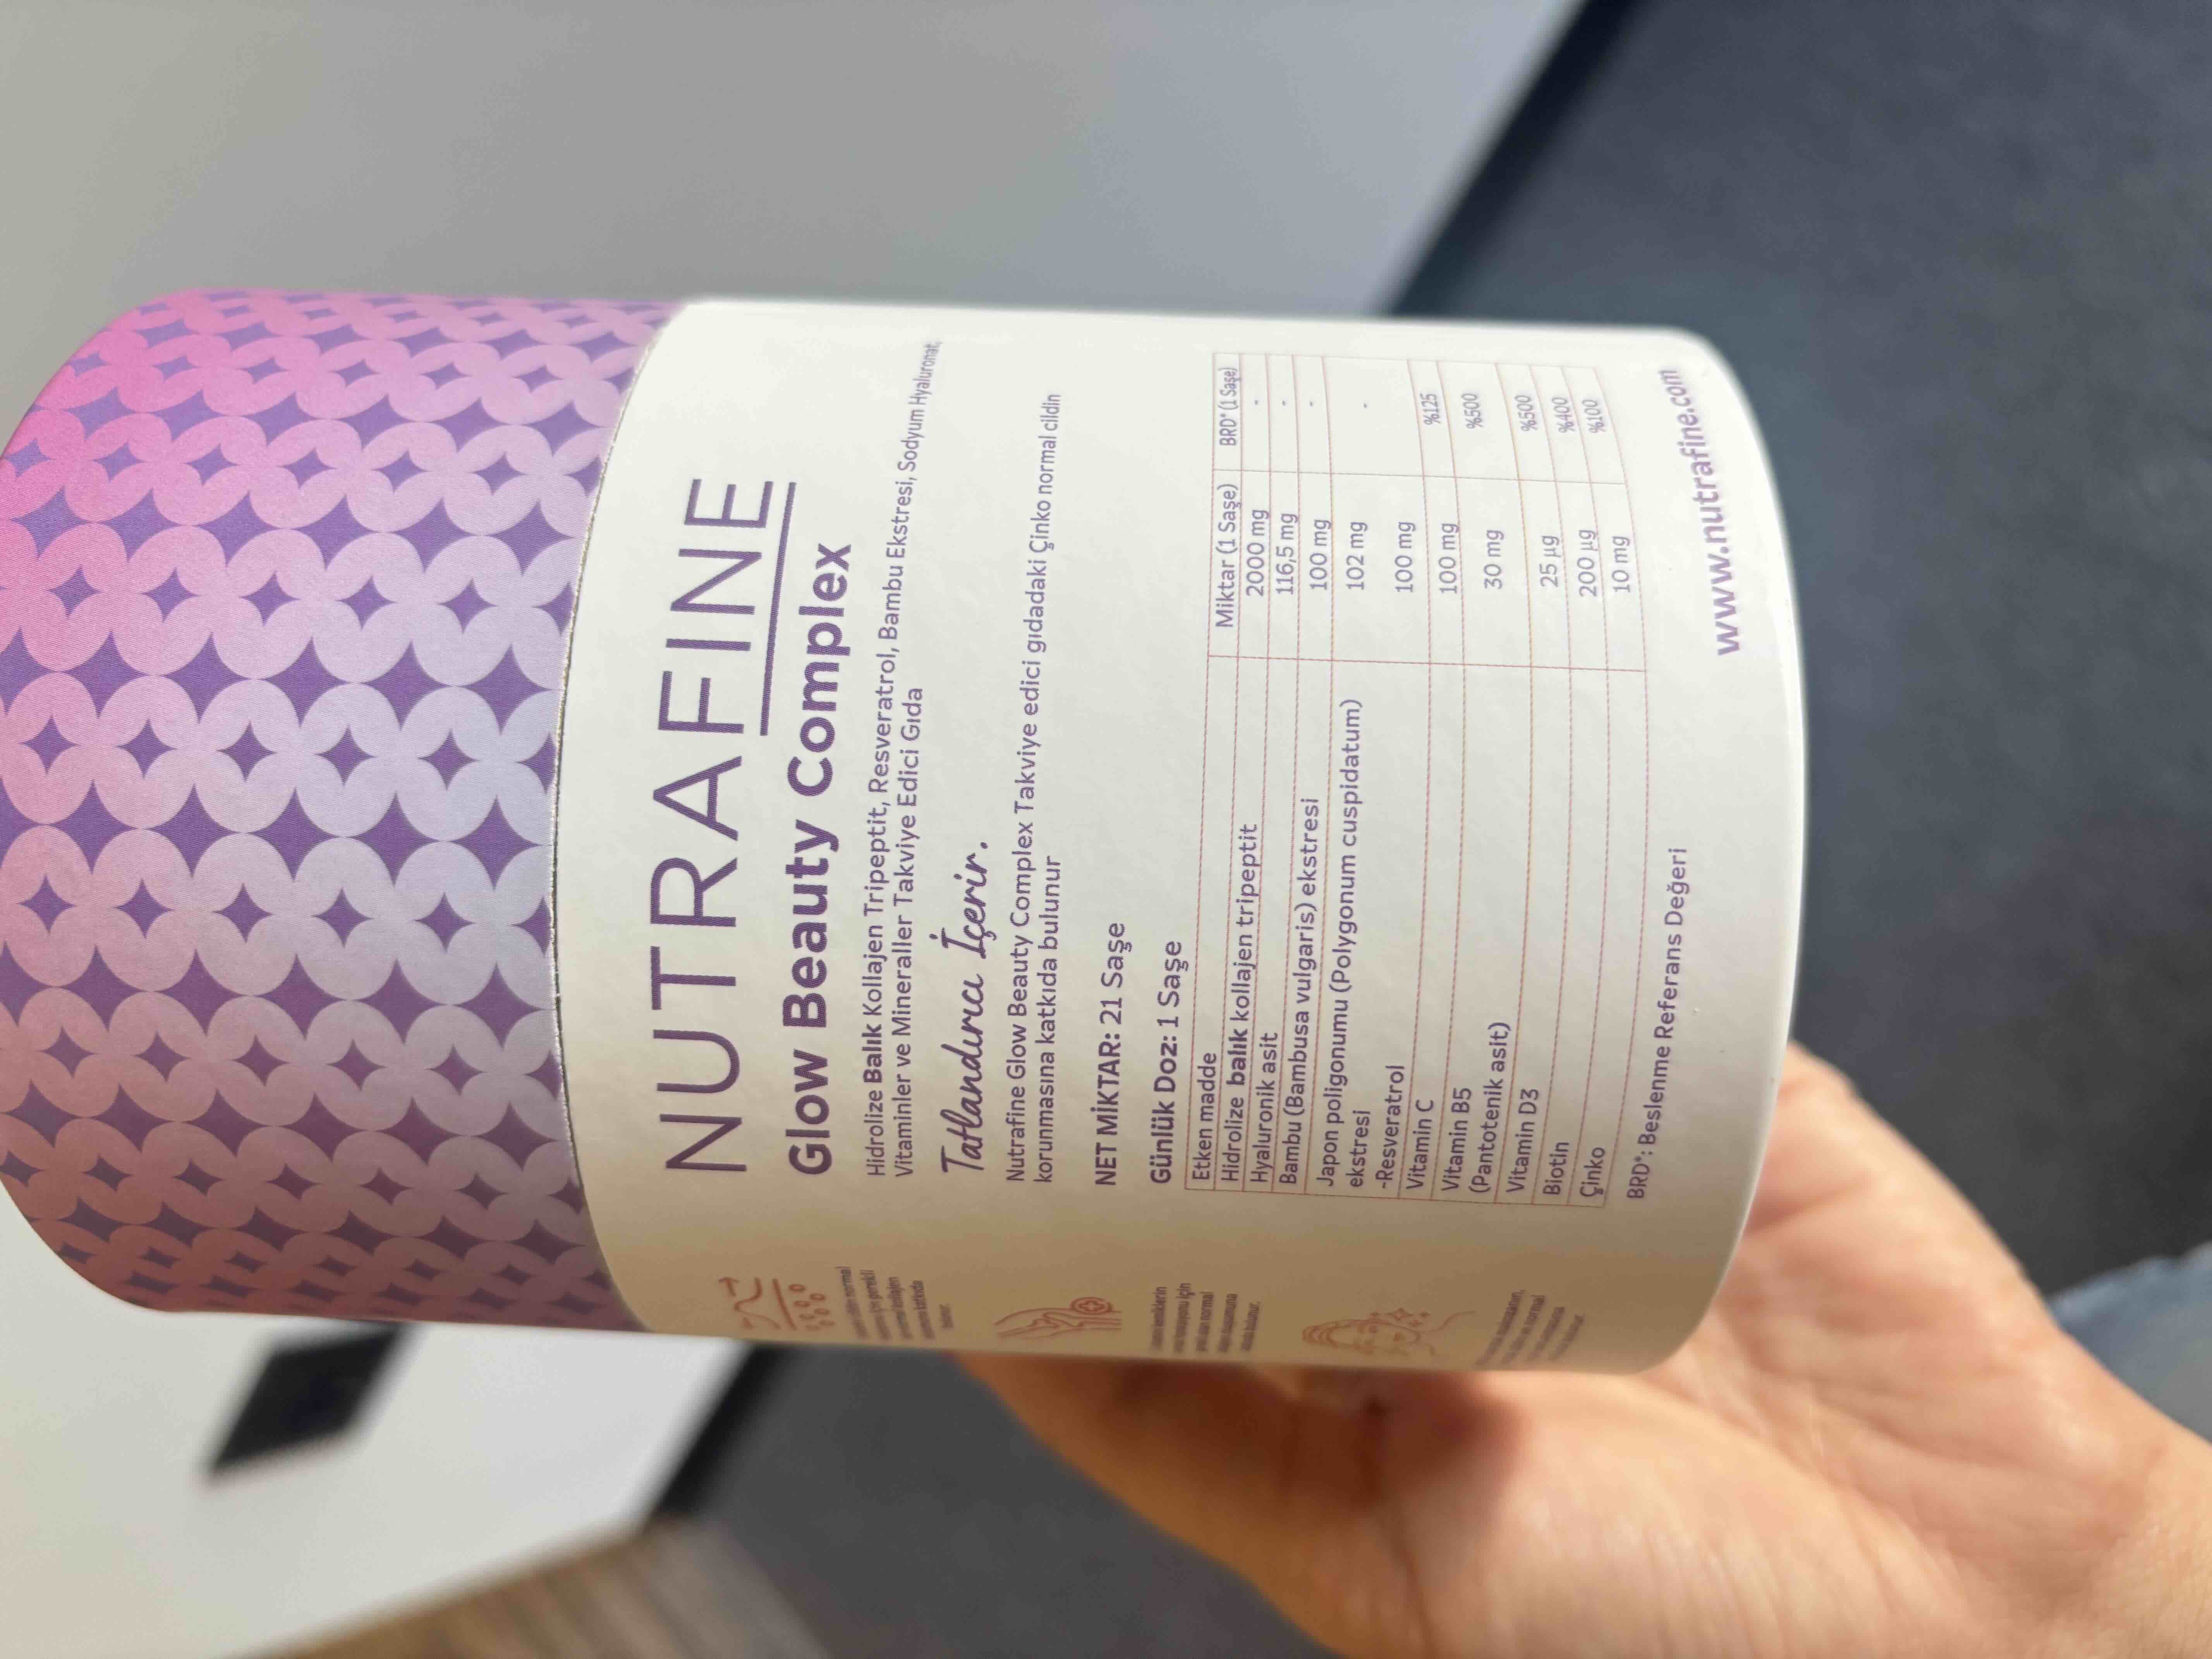 NUTRAFINE
Glow Beauty Complex
Hidrolize Balık Kollajen Tripeptit, Resveratrol, Bambu Ekstresi, Sodyum Hyaluronat,
Vitaminler ve Mineraller Takviye Edici Gıda
Tatlandırıcı İçerir.
Nutrafine Glow Beauty Complex Takviye edici gıdadaki Çinko normal cildin
korunmasına katkıda bulunur
NET MİKTAR: 21 Saşe
Günlük Doz: 1 Saşe
Etken madde Miktar (1 Saşe) BRD* (1 Saşe)
Hidrolize balık kollajen tripeptit 2000 mg -
Hyaluronik asit 116,5 mg -
Bambu (Bambusa vulgaris) ekstresi 100 mg -
Japon poligonumu (Polygonum cuspidatum) 102 mg -
ekstresi
-Resveratrol 100 mg
Vitamin C 100 mg %125
Vitamin B5 30 mg %500
(Pantotenik asit)
Vitamin D3 25 µg %500
Biotin 200 µg %400
Çinko 10 mg %100
BRD*: Beslenme Referans Değeri
www.nutrafine.com